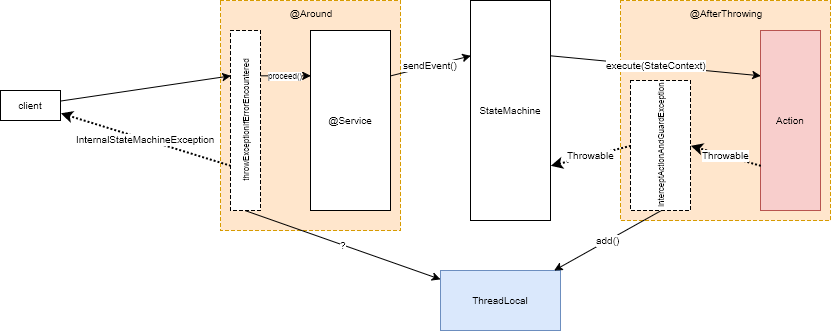 @Around
@AfterThrowing
client
throwExceptionIfErrorEncountered
proceed()
@Service
sendEvent()
StateMachine
execute(StateContext)
InterceptActionAndGuardException
Action
InternalStateMachineException
Throwable
Throwable
?
add()
ThreadLocal